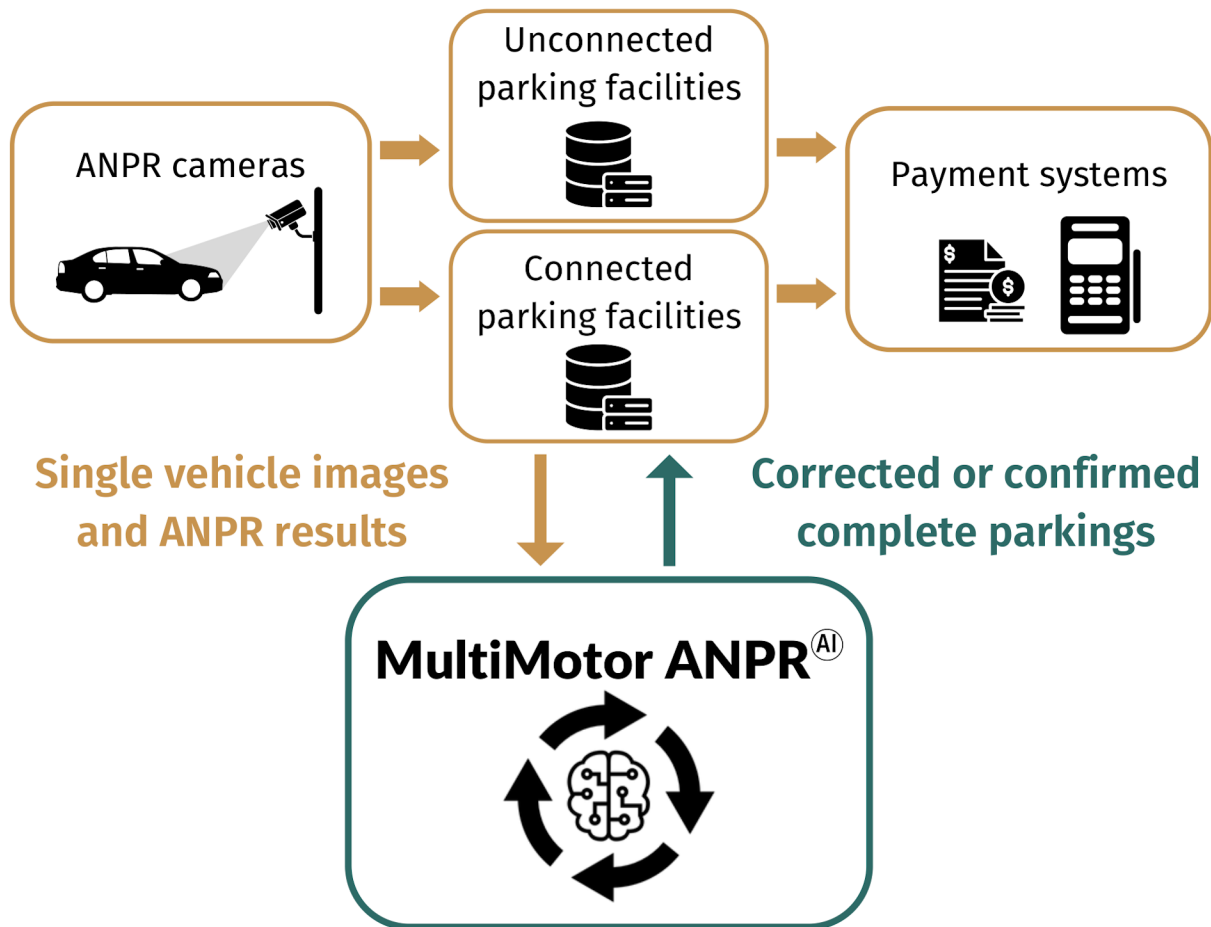 Unconnected
parking facilities
ANPR cameras
Payment systems
$
$
Connected
parking facilities
Single vehicle images
and ANPR results
Corrected or confirmed
complete parkings
MultiMotor ANPR AI